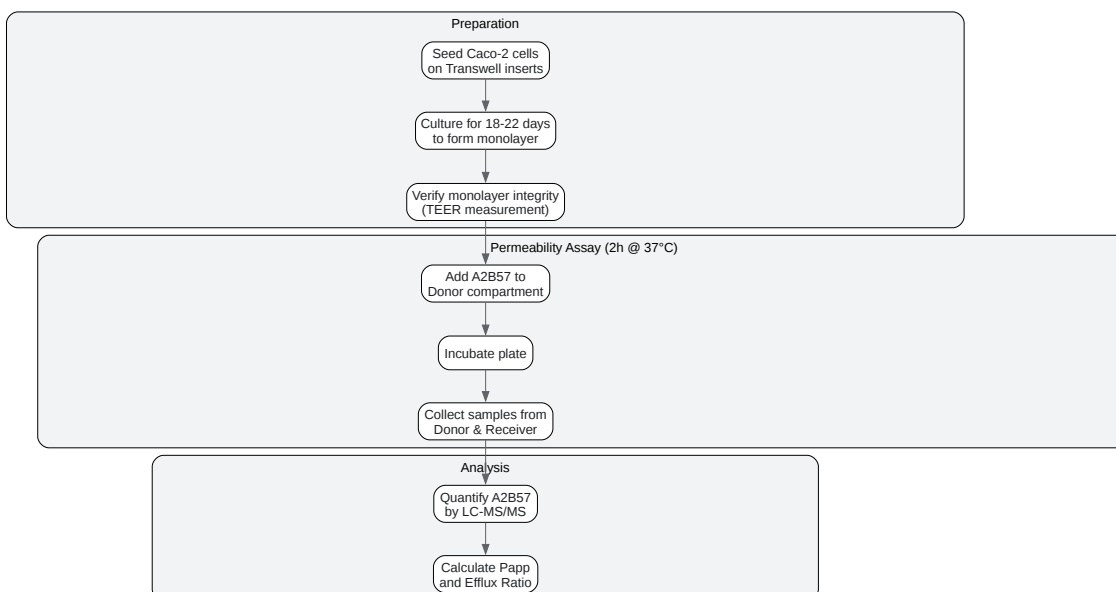 Preparation
Seed Caco-2 cells
on Transwell inserts
Culture for 18-22 days
to form monolayer
Verify monolayer integrity
(TEER measurement)
Permeability Assay (2h @ 37°C)
Add A2B57 to
Donor compartment
Incubate plate
Collect samples from
Donor & Receiver
Analysis
Quantify A2B57
by LC-MS/MS
Calculate Papp
and Efflux Ratio